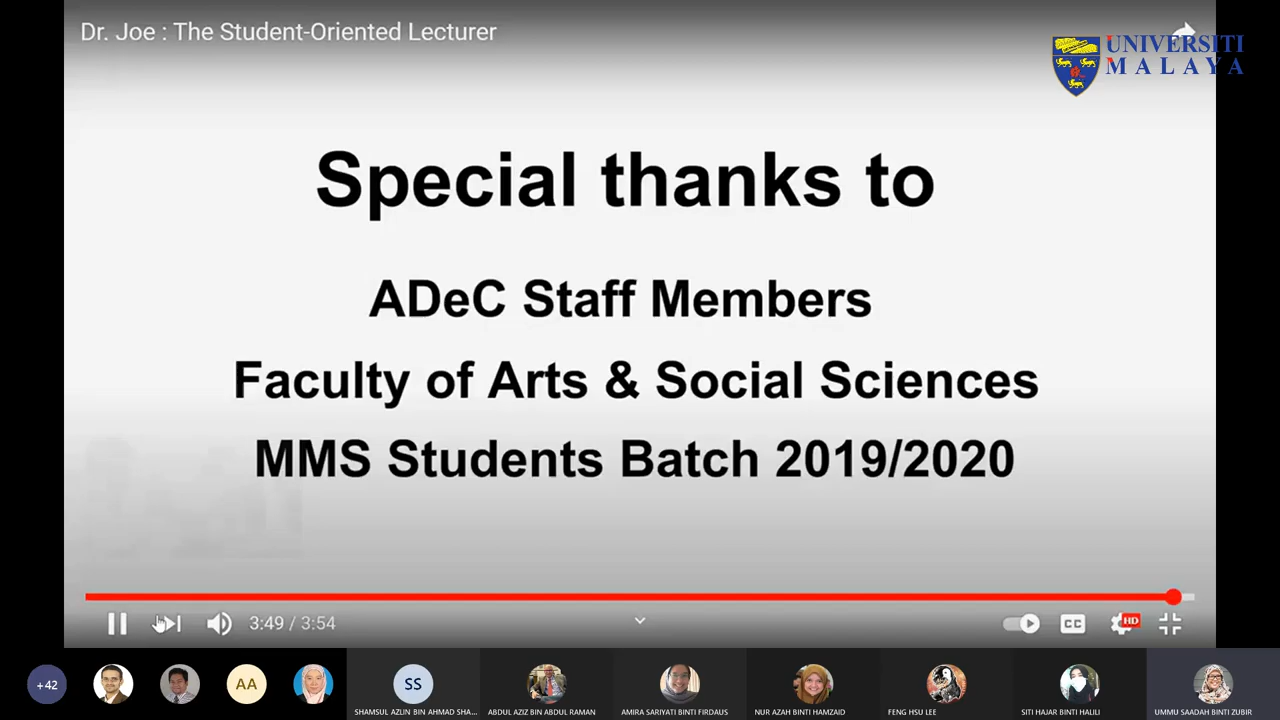 Dr. Joe : The Student-Oriented Lecturer
UNIVERSITI
MALAYA
Special thanks to
ADeC Staff Members
Faculty of Arts & Social Sciences
MMS Students Batch 2019/2020
3:49 / 3:54
CC
HD
+42
AA
SS
SHAMSUL AZLIN BIN AHMAD SHA...
ABDUL AZIZ BIN ABDUL RAMAN
AMIRA SARIYATI BINTI FIRDAUS
NUR AZAH BINTI HAMZAID
FENG HSU LEE
SITI HAJAR BINTI HALILI
UMMU SAADAH BINTI ZUBIR